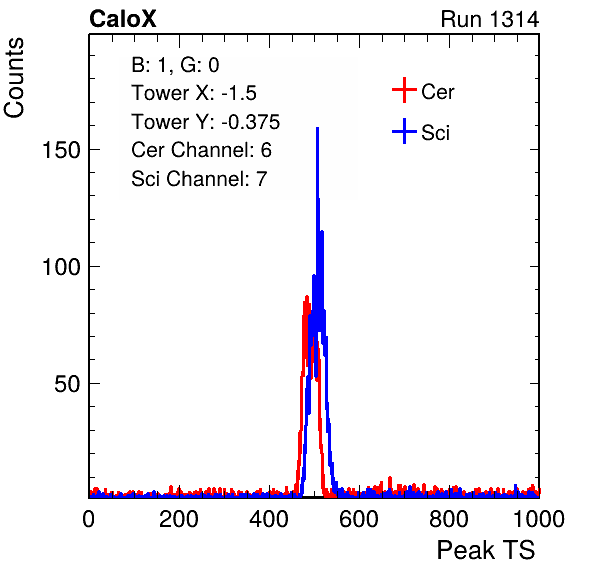 CaloX Run 1314
Counts
B: 1, G: 0
Tower X: -1.5
Tower Y: -0.375
Cer Channel: 6
Sci Channel: 7
Cer
Sci
150
100
50
0 200 400 600 800 1000
Peak TS